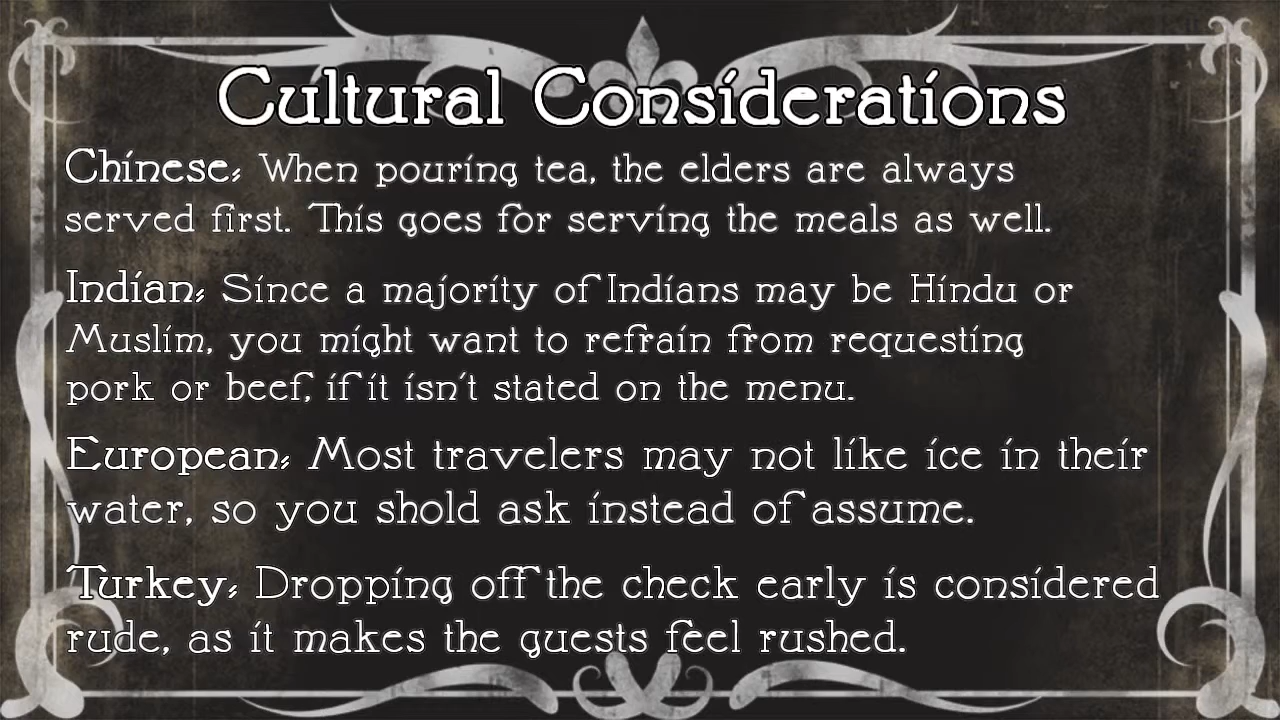 Cultural Considerations
Chinese: When pouring tea, the elders are always
served first. This goes for serving the meals as well.
Indian: Since a majority of Indians may be Hindu or
Muslim, you might want to refrain from requesting
pork or beef, if it isn't stated on the menu.
European: Most travelers may not like ice in their
water, so you shold ask instead of assume.
Turkey: Dropping off the check early is considered
rude, as it makes the guests feel rushed.